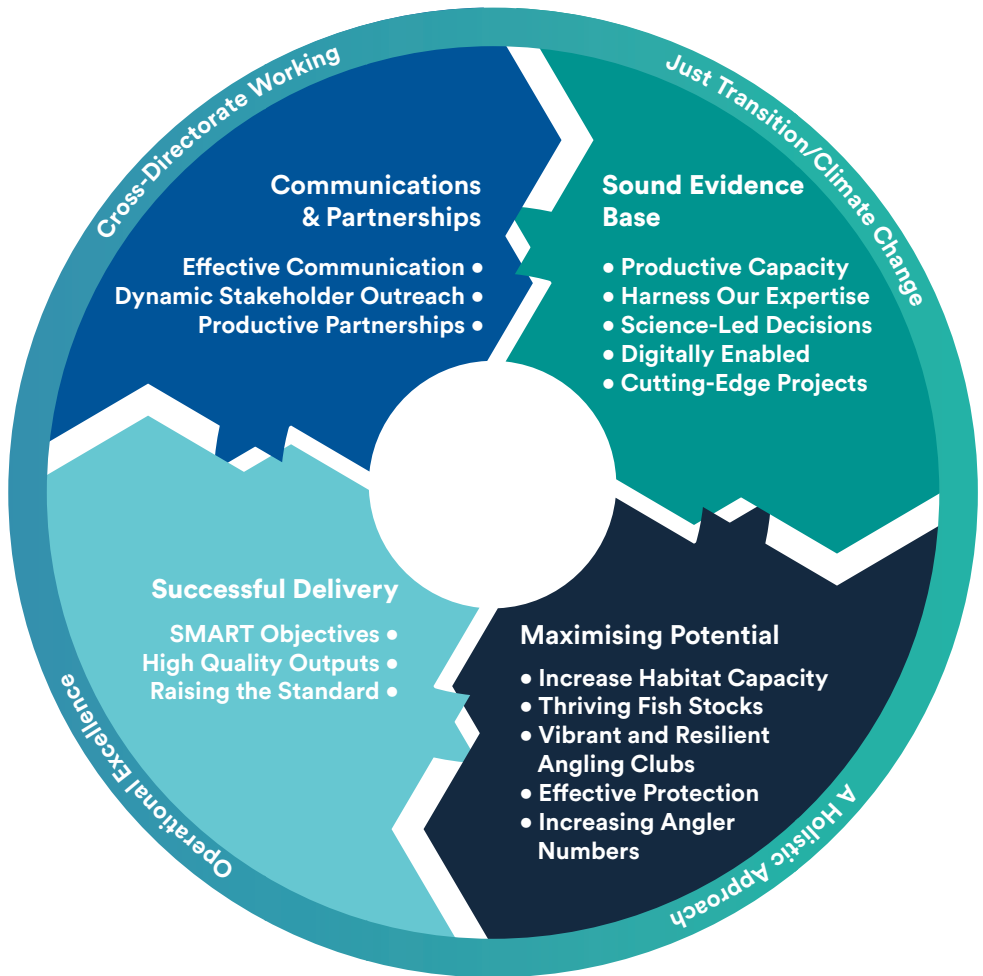 Cross-Directorate Working
Just Transition/Climate Change
Communications
& Partnerships
Effective Communication •
Dynamic Stakeholder Outreach •
Productive Partnerships •
Sound Evidence
Base
• Productive Capacity
• Harness Our Expertise
• Science-Led Decisions
• Digitally Enabled
• Cutting-Edge Projects
Successful Delivery
SMART Objectives •
High Quality Outputs •
Raising the Standard •
Maximising Potential
• Increase Habitat Capacity
• Thriving Fish Stocks
• Vibrant and Resilient
Angling Clubs
• Effective Protection
• Increasing Angler
Numbers
Operational Excellence
A Holistic Approach